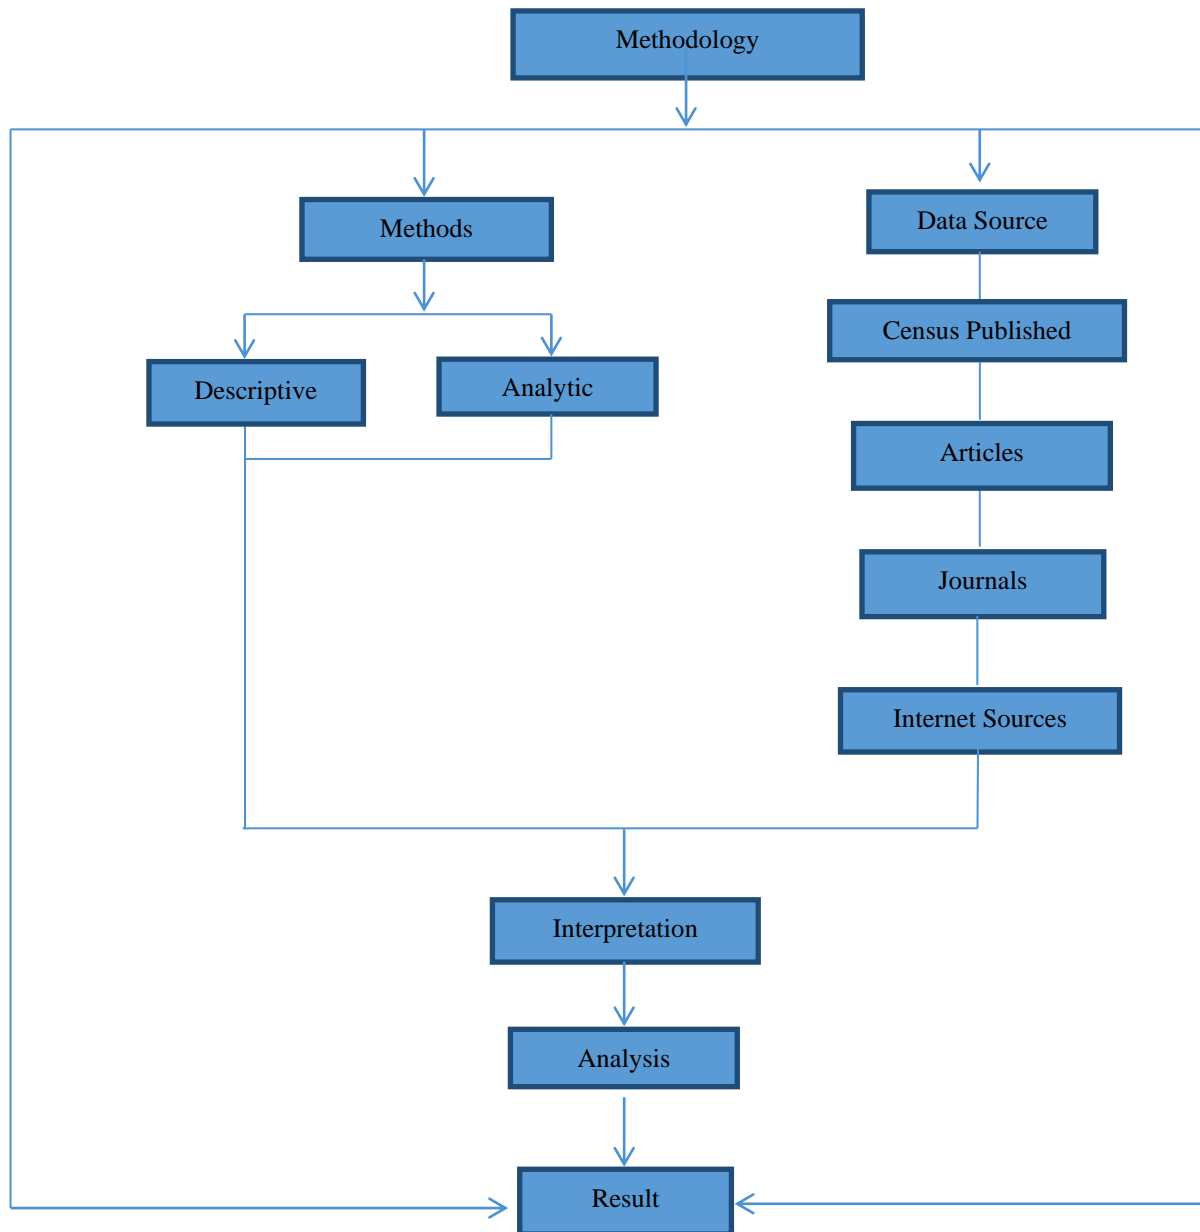 Methodology
Methods
Data Source
Census Published
Descriptive
Analytic
Articles
Journals
Internet Sources
Interpretation
Analysis
Result